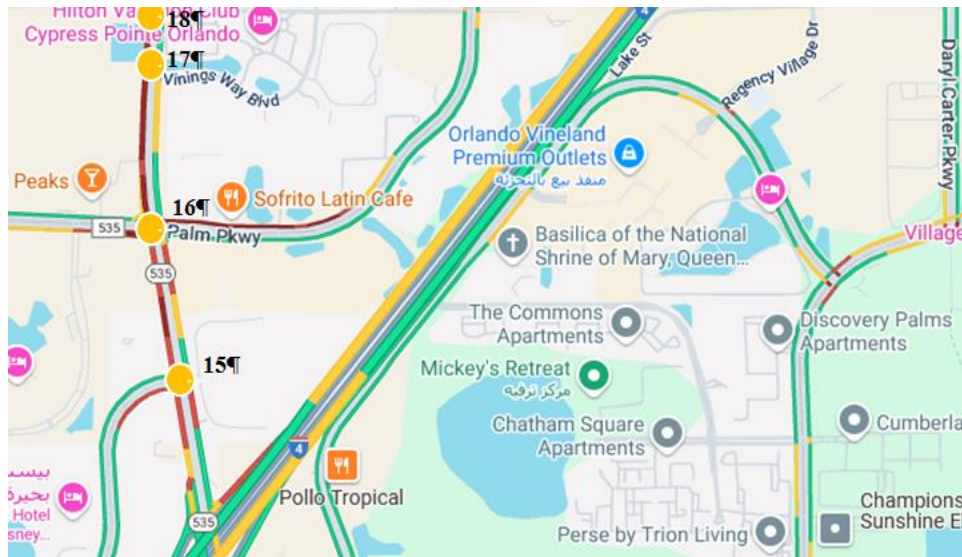 Hilton Vacation Club
Cypress Pointe Orlando
18¶
17¶
Vinings Way Blvd
Lake St
4
Regency Village Dr
Daryl Carter Pkwy
Orlando Vineland
Premium Outlets
منفذ بيع بالتجزئة
Peaks
Sofrito Latin Cafe
16¶
535
Palm Pkwy
Basilica of the National
Shrine of Mary, Queen...
Village
535
The Commons
Apartments
Discovery Palms
Apartments
15¶
Mickey's Retreat
مركز ترفيه
Chatham Square
Apartments
4
Pollo Tropical
Hotel
sney...
535
Perse by Trion Living
Champions
Sunshine